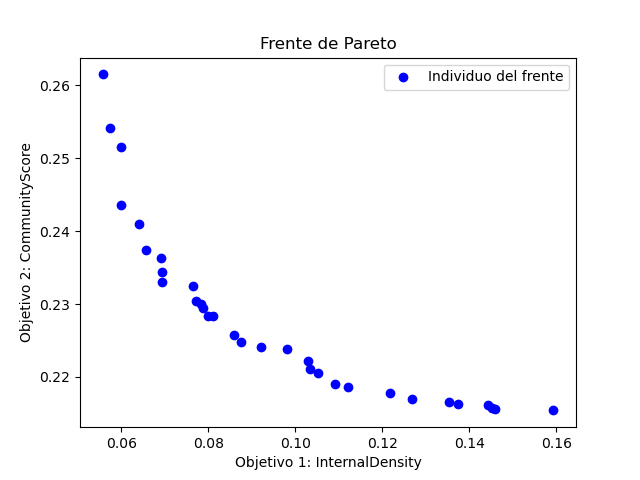 Frente de Pareto
Individuo del frente
Objetivo 2: CommunityScore
0.26
0.25
0.24
0.23
0.22
0.06 0.08 0.10 0.12 0.14 0.16
Objetivo 1: InternalDensity